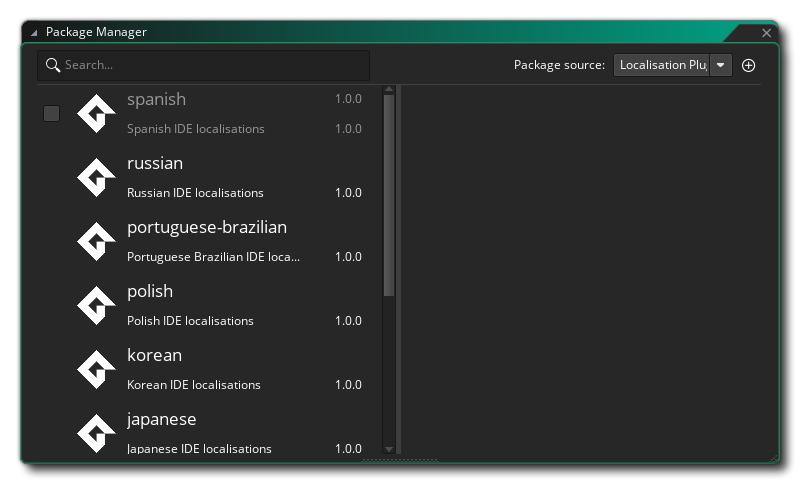 Package Manager
Search...
Package source: Localisation Plu
spanish 1.0.0
Spanish IDE localisations 1.0.0
russian
Russian IDE localisations 1.0.0
portuguese-brazilian
Portuguese Brazilian IDE loca... 1.0.0
polish
Polish IDE localisations 1.0.0
korean
Korean IDE localisations 1.0.0
japanese
Japanese IDE localisations 1.0.0